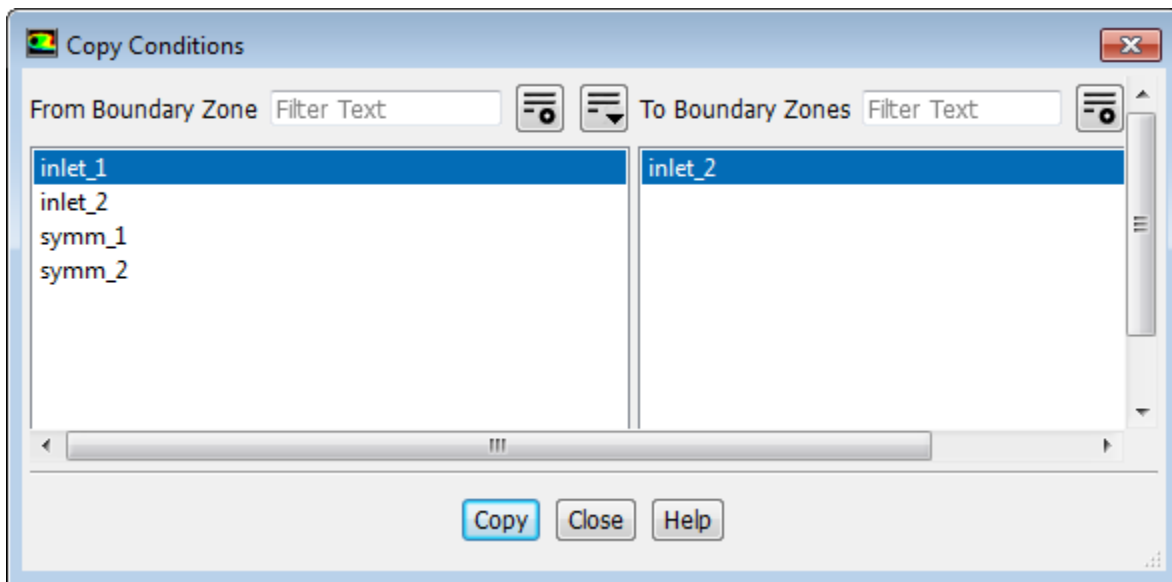 Copy Conditions
From Boundary Zone Filter Text To Boundary Zones Filter Text
inlet_1 inlet_2
inlet_2
symm_1
symm_2
Copy Close Help